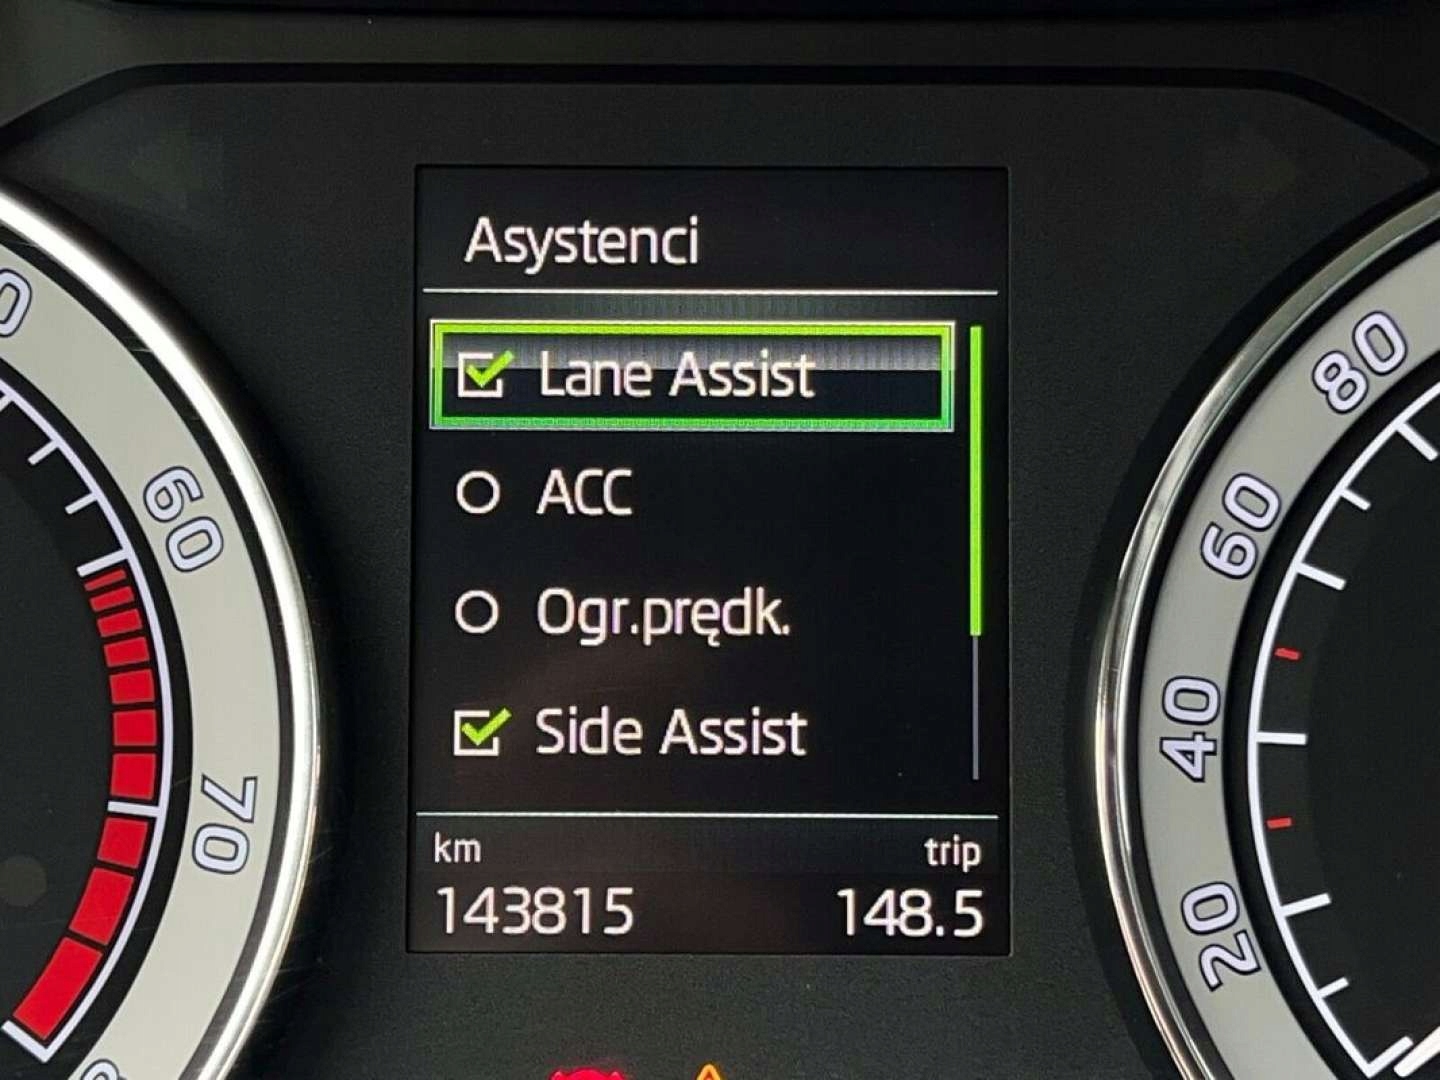 Asystenci
Lane Assist
ACC
Ogr.prędk.
Side Assist
km trip
143815 148.5
60
70
80
60
40
20